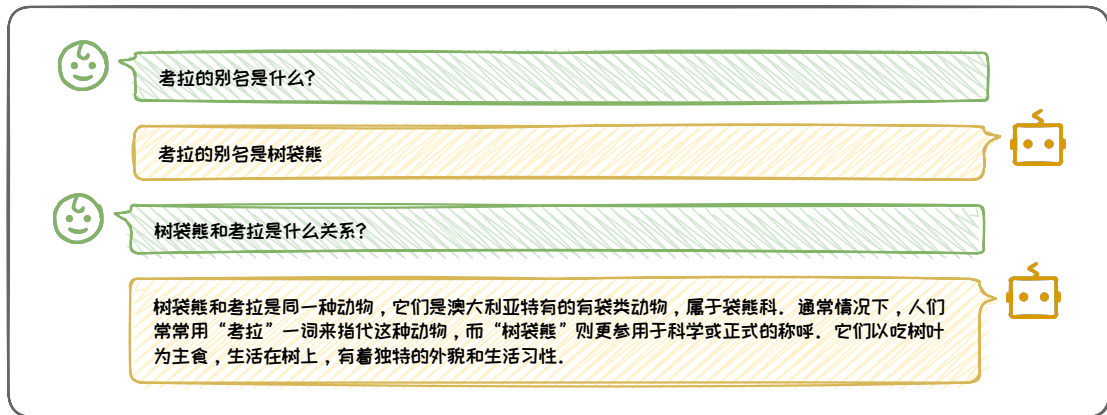 考拉的别名是什么?
考拉的别名是树袋熊
树袋熊和考拉是什么关系?
树袋熊和考拉是同一种动物，它们是澳大利亚特有的有袋类动物，属于袋熊科. 通常情况下，人们
常常用“考拉”一词来指代这种动物，而“树袋熊”则更多用于科学或正式的称呼. 它们以吃树叶
为主食，生活在树上，有着独特的外貌和生活习性.